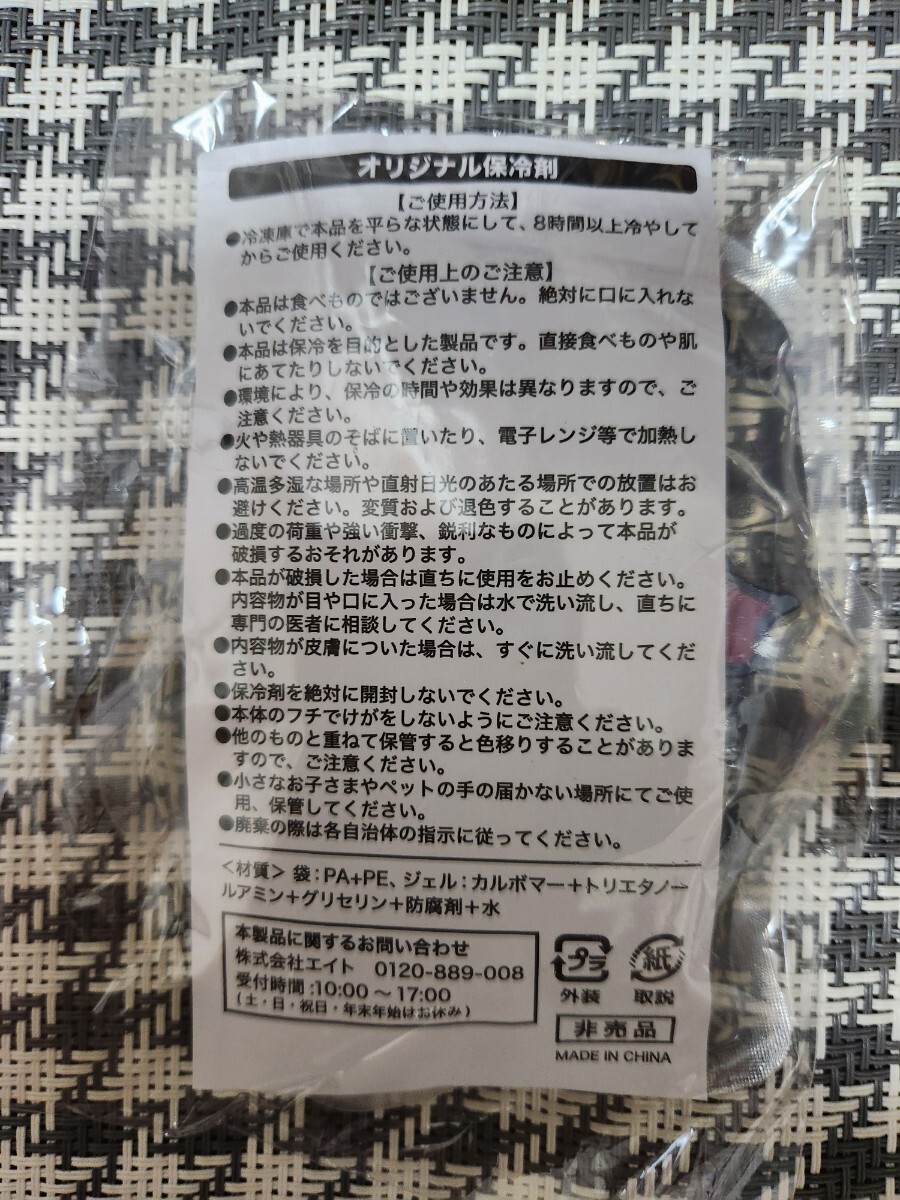 オリジナル保冷剤
【ご使用方法】
●冷凍庫で本品を平らな状態にして、8時間以上冷やして
からご使用ください。
【ご使用上のご注意】
●本品は食べものではございません。絶対に口に入れな
いでください。
●本品は保冷を目的とした製品です。直接食べものや肌
にあてたりしないでください。
●環境により、保冷の時間や効果は異なりますので、ご
注意ください。
●火や熱器具のそばに置いたり、電子レンジ等で加熱し
ないでください。
●高温多湿な場所や直射日光のあたる場所での放置はお
避けください。変質および退色することがあります。
●過度の荷重や強い衝撃、鋭利なものによって本品が
破損するおそれがあります。
●本品が破損した場合は直ちに使用をお止めください。
内容物が目や口に入った場合は水で洗い流し、直ちに
専門の医者に相談してください。
●内容物が皮膚についた場合は、すぐに洗い流してくだ
さい。
●保冷剤を絶対に開封しないでください。
●本体のフチでけがをしないようにご注意ください。
●他のものと重ねて保管すると色移りすることがありま
すので、ご注意ください。
●小さなお子さまやペットの手の届かない場所にてご使
用、保管してください。
●廃棄の際は各自治体の指示に従ってください。
＜材質＞ 袋：PA+PE、ジェル：カルボマー＋トリエタノー
ルアミン＋グリセリン＋防腐剤＋水
本製品に関するお問い合わせ
株式会社エイト 0120-889-008
受付時間：10:00～17:00
（土・日・祝日・年末年始はお休み）
プラ 紙
外装 取説
非売品
MADE IN CHINA